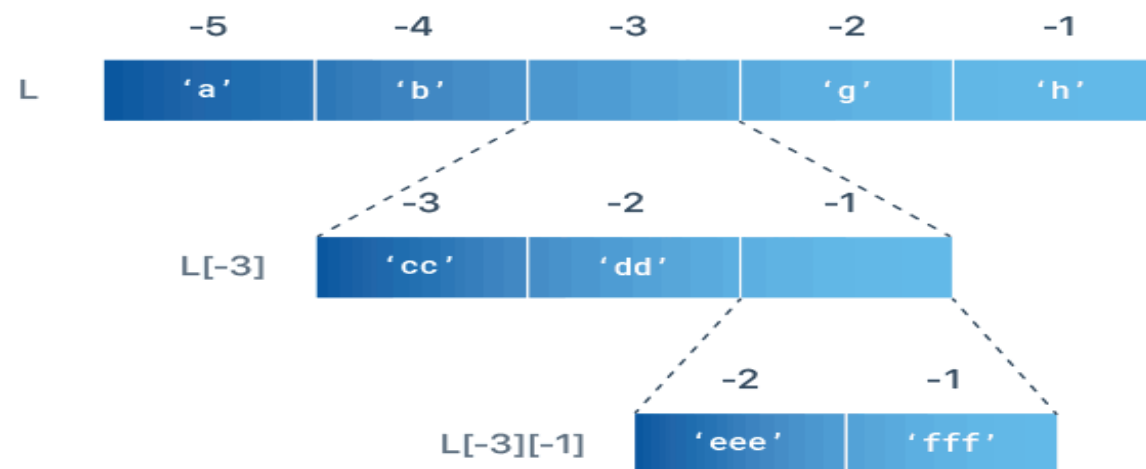 -5 -4 -3 -2 -1
L ‘a’ ‘b’ ‘g’ ‘h’
-3 -2 -1
L[-3] ‘cc’ ‘dd’
-2 -1
L[-3][-1] ‘eee’ ‘fff’